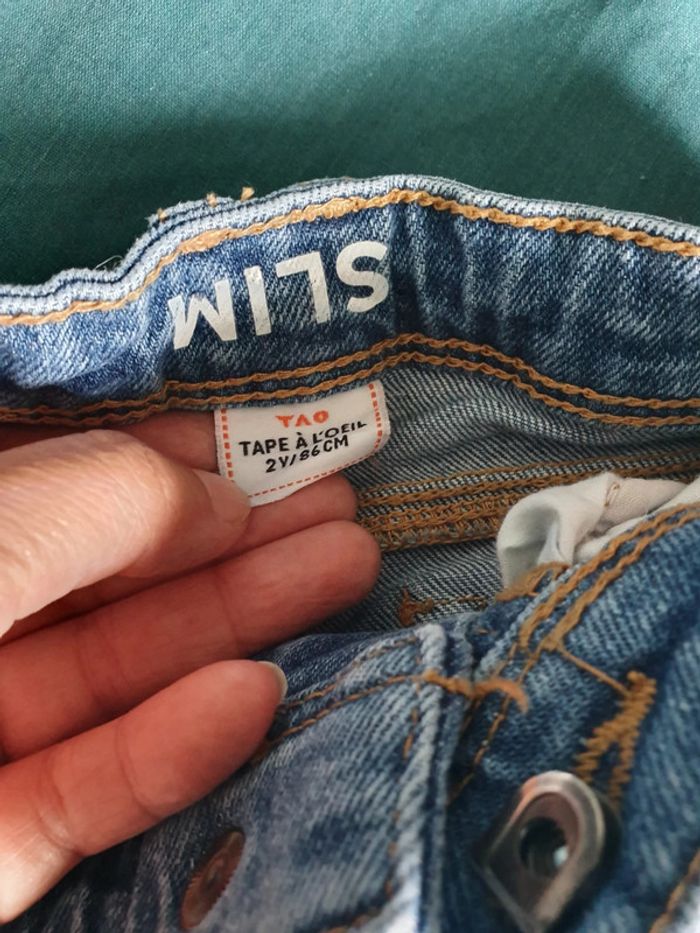 SLIM
TAO
TAPE À L'OEIL
2Y/86CM